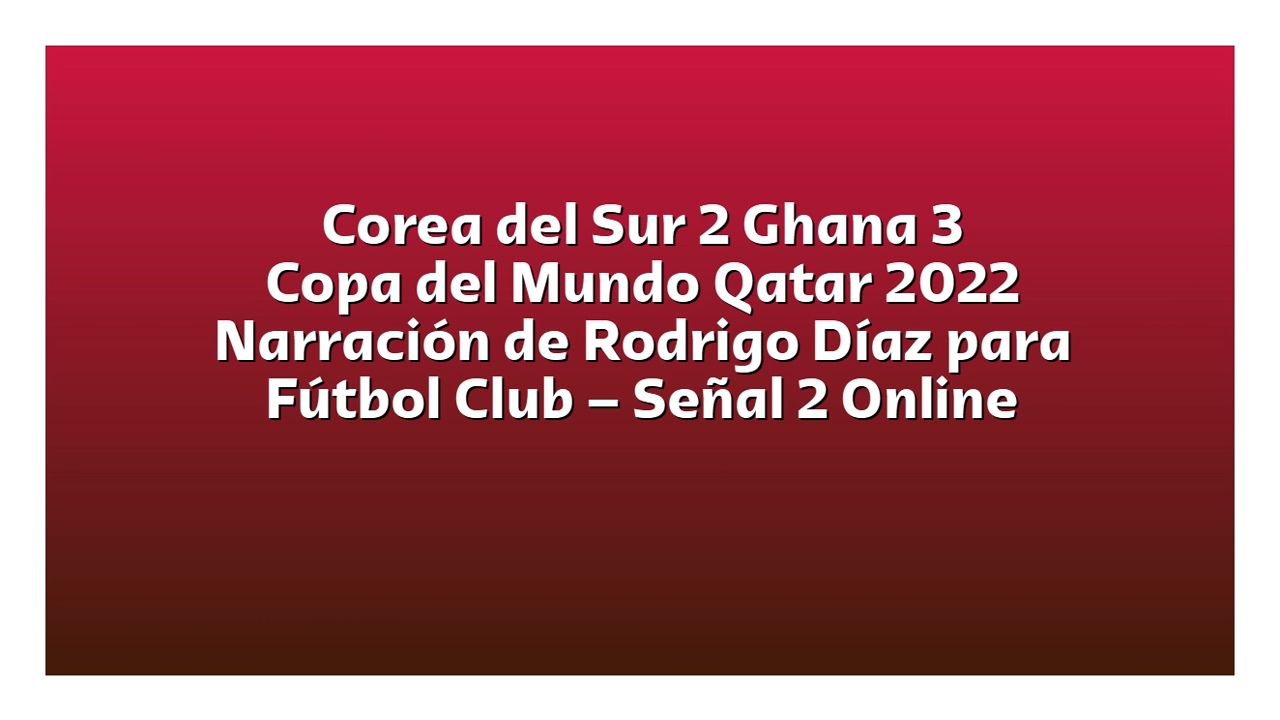 Corea del Sur 2 Ghana 3
Copa del Mundo Qatar 2022
Narración de Rodrigo Díaz para
Fútbol Club – Señal 2 Online